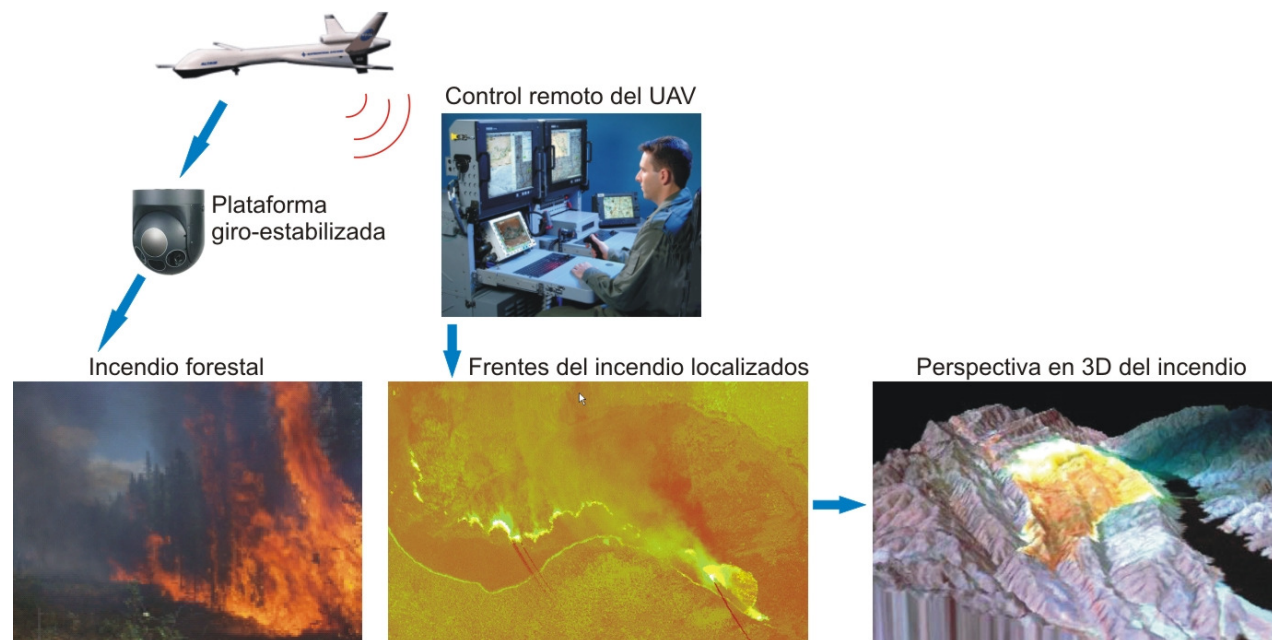 Control remoto del UAV
Plataforma
giro-estabilizada
Incendio forestal
Frentes del incendio localizados
Perspectiva en 3D del incendio